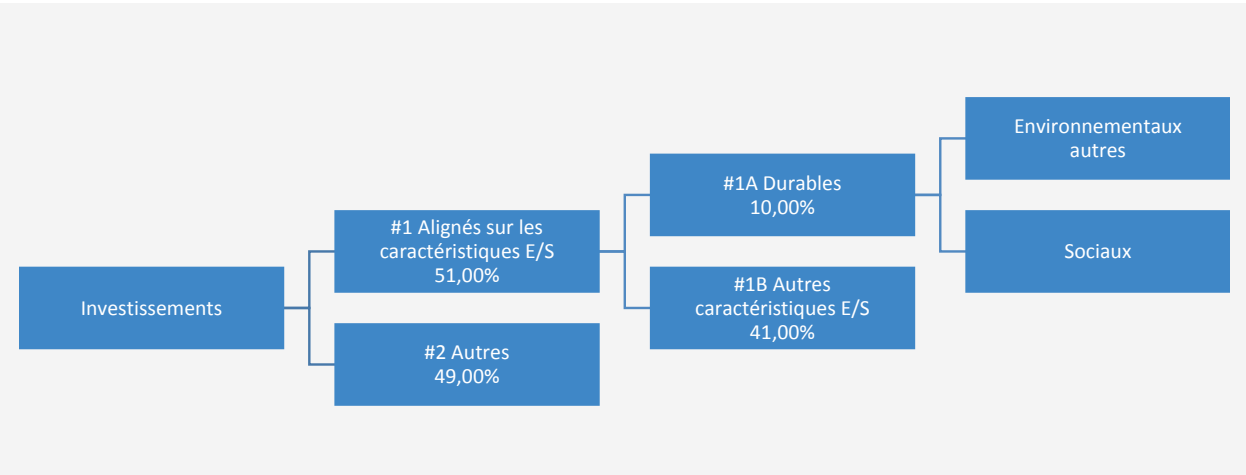 Investissements
#1 Alignés sur les
caractéristiques E/S
51,00%
#2 Autres
49,00%
#1A Durables
10,00%
#1B Autres
caractéristiques E/S
41,00%
Environnementaux
autres
Sociaux